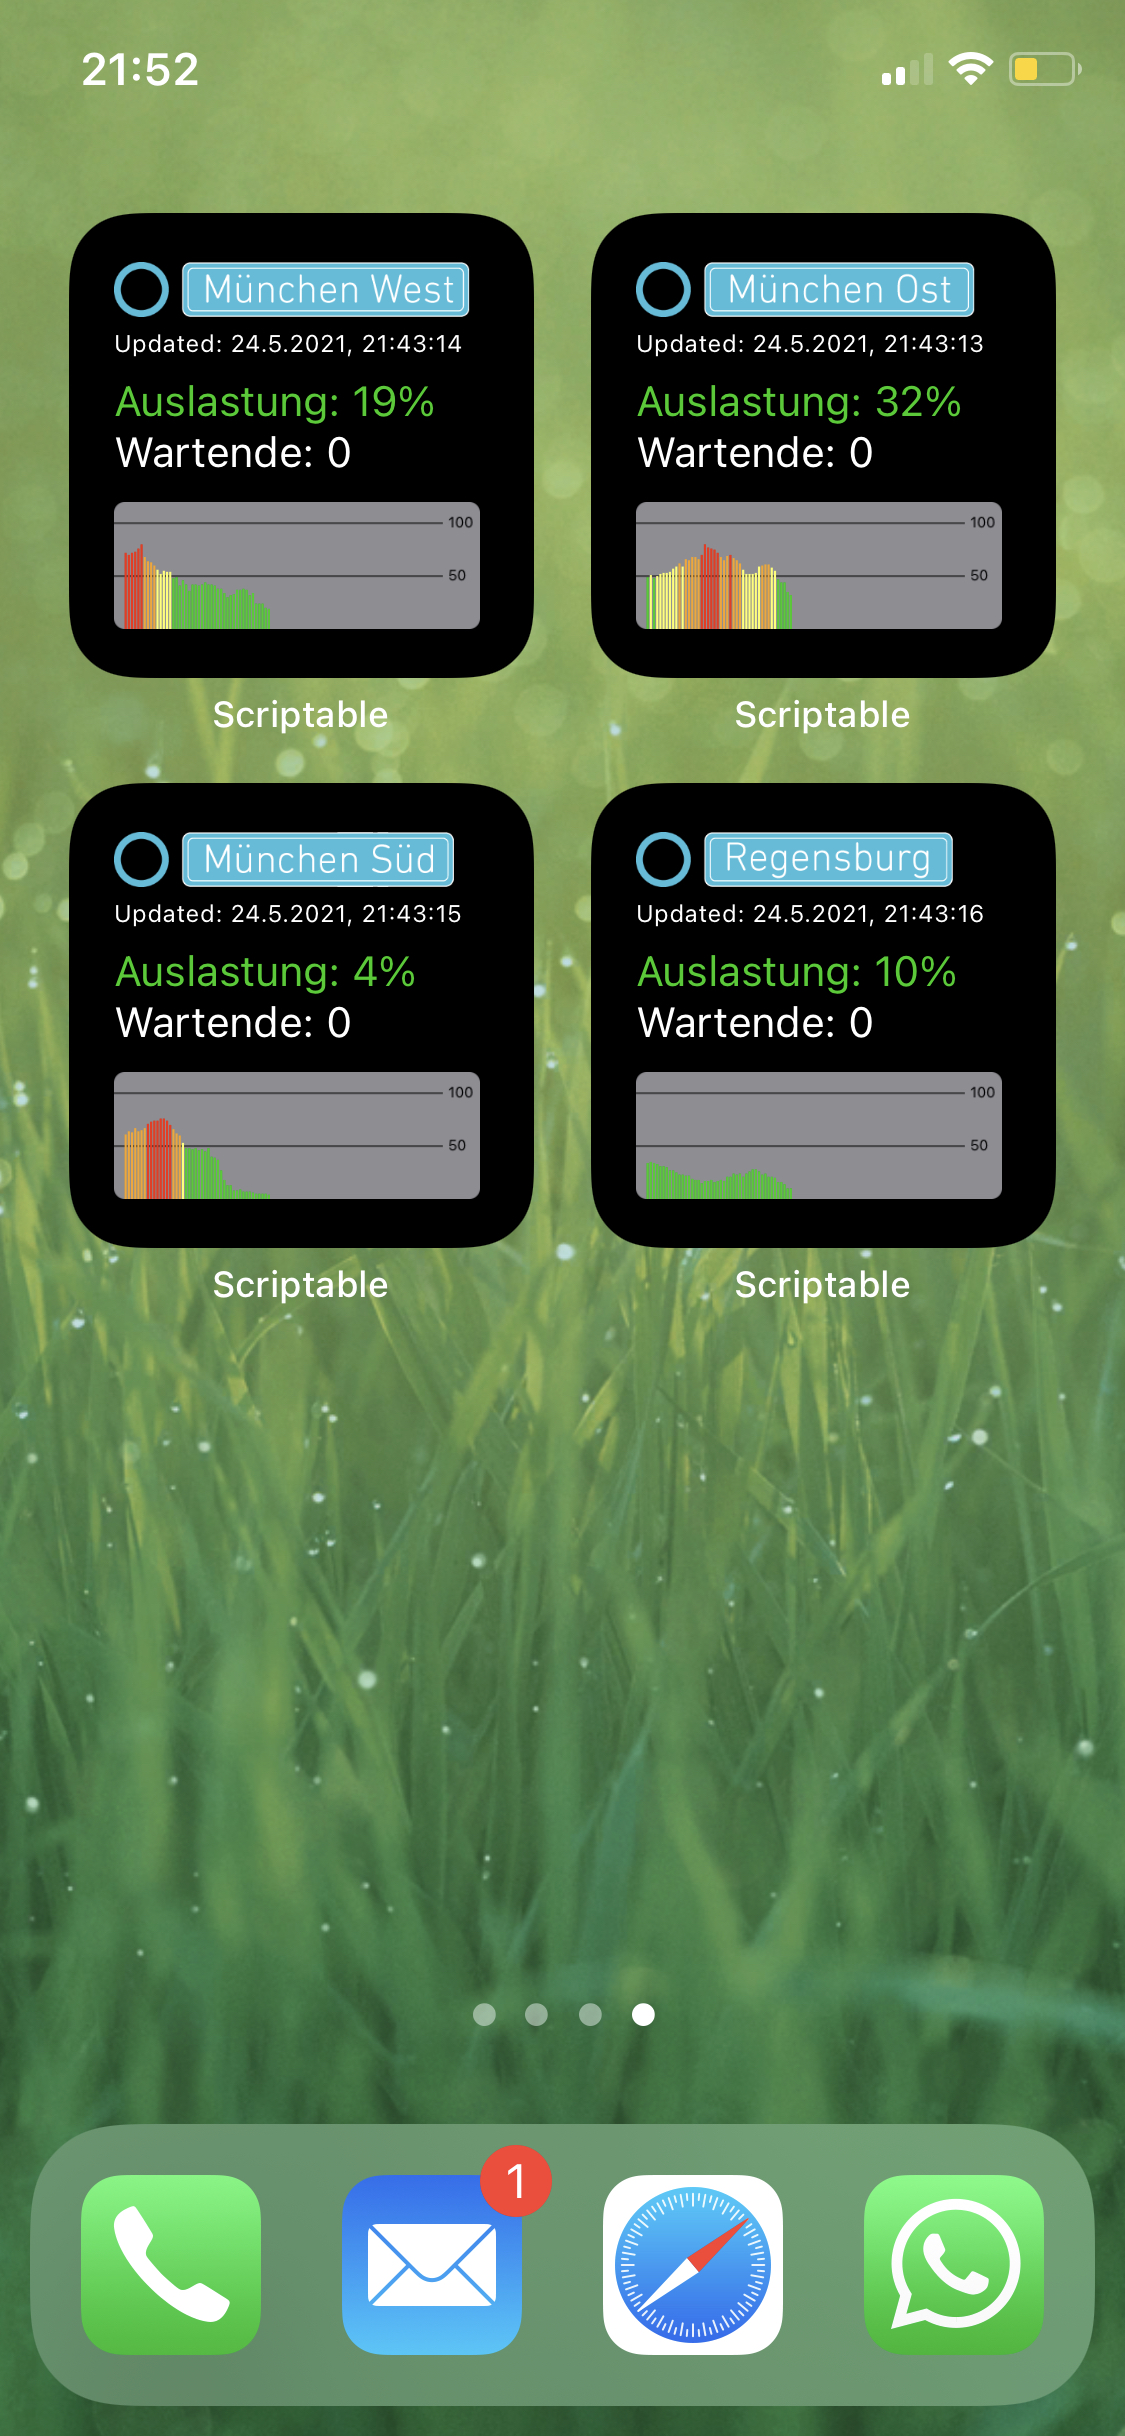 21:52
München West
Updated: 24.5.2021, 21:43:14
Auslastung: 19%
Wartende: 0
100
50
Scriptable
München Ost
Updated: 24.5.2021, 21:43:13
Auslastung: 32%
Wartende: 0
100
50
Scriptable
München Süd
Updated: 24.5.2021, 21:43:15
Auslastung: 4%
Wartende: 0
100
50
Scriptable
Regensburg
Updated: 24.5.2021, 21:43:16
Auslastung: 10%
Wartende: 0
100
50
Scriptable
1